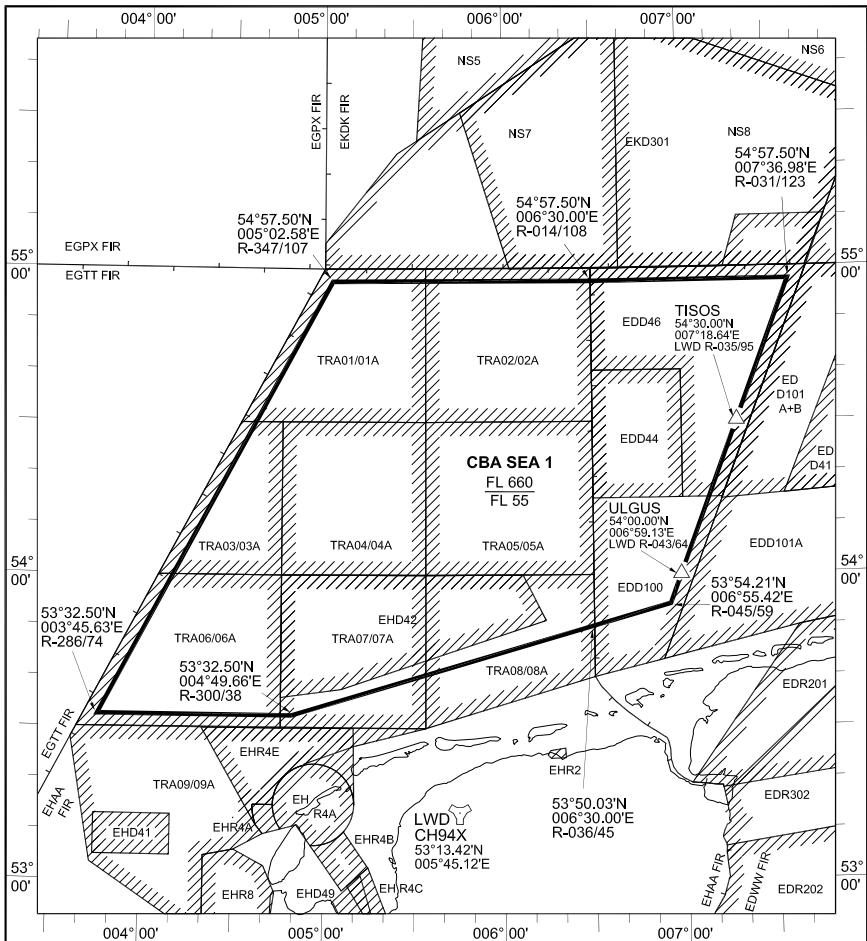 004°00'
005°00'
006°00'
007°00'
NS5
NS6
EGPX FIR
EKDK FIR
NS7
EKD301
NS8
54°57.50'N
007°36.98'E
R-031/123
54°57.50'N
006°30.00'E
R-014/108
54°57.50'N
005°02.58'E
R-347/107
EGPX FIR
EGTT FIR
55°
00'
55°
00'
EDD46
TISOS
54°30.00'N
007°18.64'E
LWD R-035/95
TRA01/01A
TRA02/02A
ED
D101
A+B
EDD44
ED
D41
CBA SEA 1
FL 660
FL 55
ULGUS
54°00.00'N
006°59.13'E
LWD R-043/64
TRA03/03A
TRA04/04A
TRA05/05A
EDD101A
54°
00'
54°
00'
EDD100
53°54.21'N
006°55.42'E
R-045/59
53°32.50'N
003°45.63'E
R-286/74
TRA06/06A
EHD42
TRA07/07A
53°32.50'N
004°49.66'E
R-300/38
TRA08/08A
EDR201
EGTT FIR
EHAA
FIR
EHR4E
TRA09/09A
EHR2
EH
R4A
EDR302
53°50.03'N
006°30.00'E
R-036/45
EHD41
EHR4A
LWD
CH94X
53°13.42'N
005°45.12'E
EHR4B
53°
00'
53°
00'
EHR8
EHD49
EHR4C
EHAA FIR
EDWW FIR
EDR202
004°00'
005°00'
006°00'
007°00'